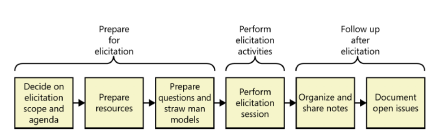 Prepare
for
elicitation
Perform
elicitation
activities
Follow up
after
elicitation
Decide on
elicitation
scope and
agenda
Prepare
resources
Prepare
questions and
straw man
models
Perform
elicitation
session
Organize and
share notes
Document
open issues